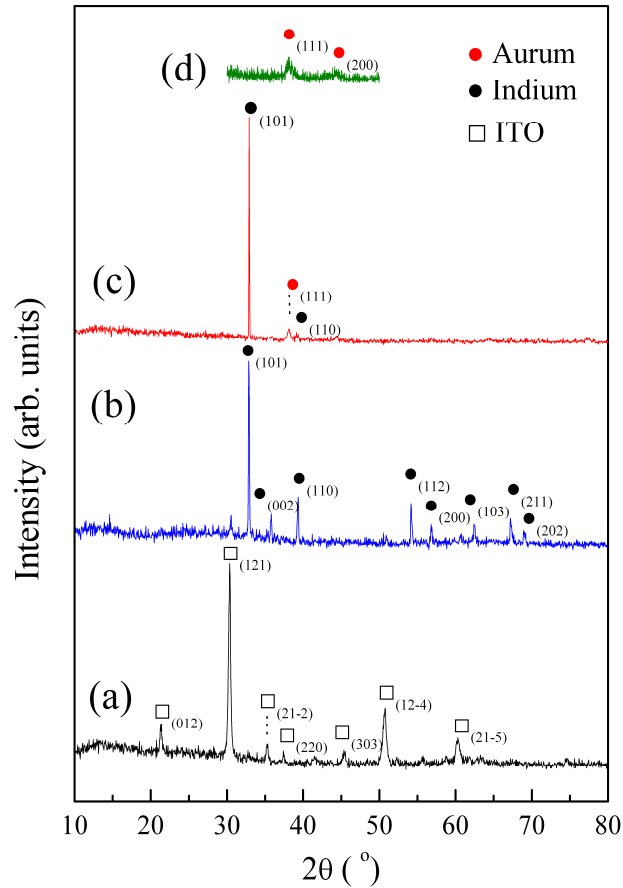 (d)
(111)
(200)
Aurum
Indium
ITO
(101)
(c)
(111)
(110)
(101)
(b)
(002)
(110)
(112)
(200)
(103)
(211)
(202)
(121)
(a)
(012)
(21-2)
(220)
(303)
(12-4)
(21-5)
Intensity (arb. units)
10 20 30 40 50 60 70 80
2θ ( °)